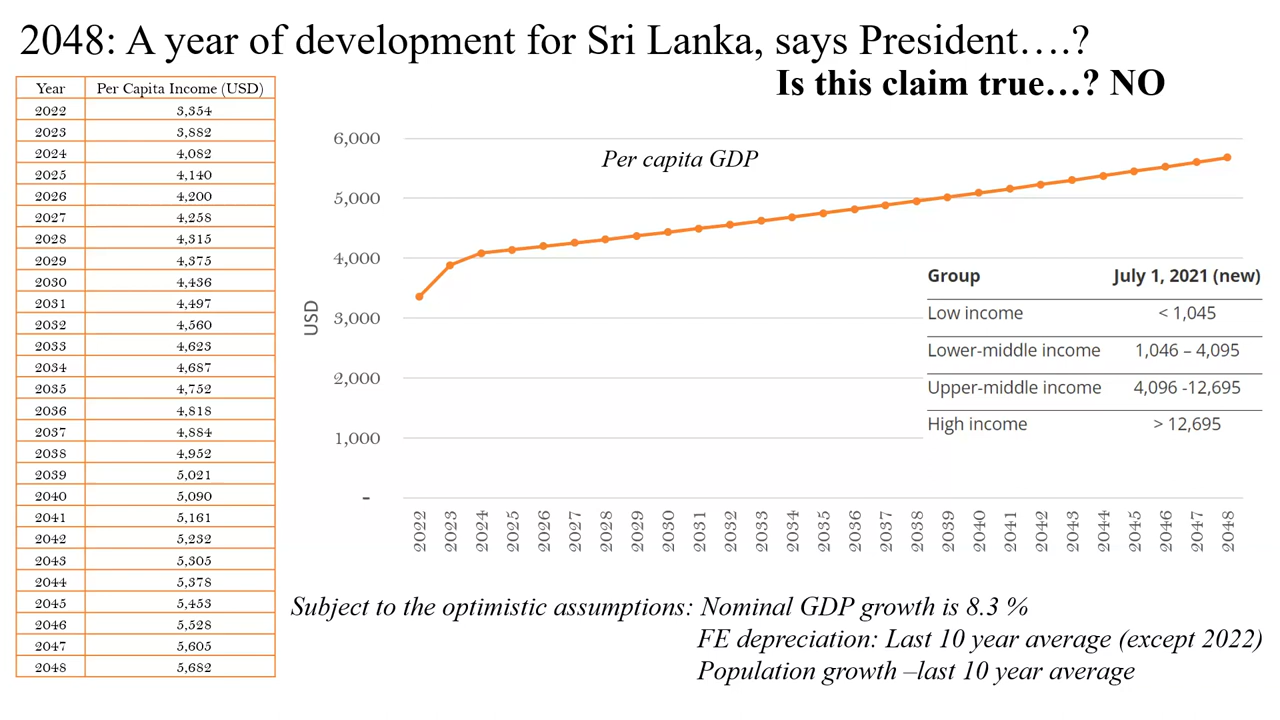 2048: A year of development for Sri Lanka, says President….?
Is this claim true…? NO
Year Per Capita Income (USD)
2022 3,354
2023 3,882
2024 4,082
2025 4,140
2026 4,200
2027 4,258
2028 4,315
2029 4,375
2030 4,436
2031 4,497
2032 4,560
2033 4,623
2034 4,687
2035 4,752
2036 4,818
2037 4,884
2038 4,952
2039 5,021
2040 5,090
2041 5,161
2042 5,232
2043 5,305
2044 5,378
2045 5,453
2046 5,528
2047 5,605
2048 5,682
Per capita GDP
USD
6,000
5,000
4,000
3,000
2,000
1,000
-
2022 2023 2024 2025 2026 2027 2028 2029 2030 2031 2032 2033 2034 2035 2036 2037 2038 2039 2040 2041 2042 2043 2044 2045 2046 2047 2048
Group July 1, 2021 (new)
Low income < 1,045
Lower-middle income 1,046 – 4,095
Upper-middle income 4,096 -12,695
High income > 12,695
Subject to the optimistic assumptions: Nominal GDP growth is 8.3 %
FE depreciation: Last 10 year average (except 2022)
Population growth –last 10 year average